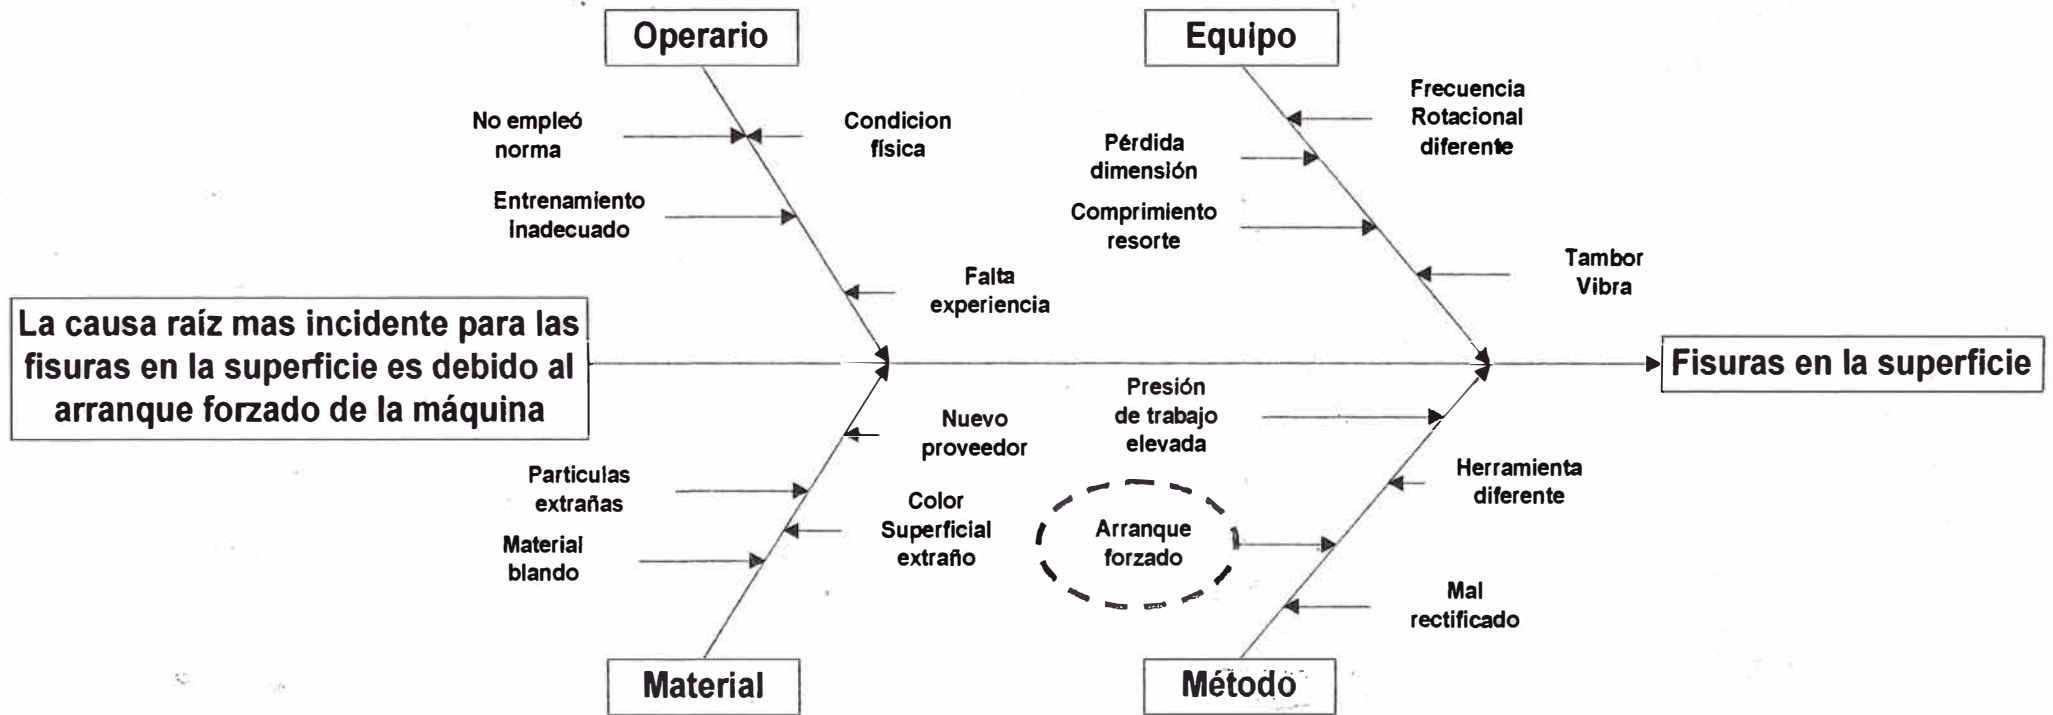 Operario
Equipo
No empleó
norma
Condicion
física
Entrenamiento
inadecuado
Falta
experiencia
Frecuencia
Rotacional
diferente
Pérdida
dimensión
Comprimiento
resorte
Tambor
Vibra
La causa raíz mas incidente para las
fisuras en la superficie es debido al
arranque forzado de la máquina
Fisuras en la superficie
Nuevo
proveedor
Particulas
extrañas
Color
Superficial
extraño
Material
blando
Presión
de trabajo
elevada
Herramienta
diferente
Arranque
forzado
Mal
rectificado
Material
Método